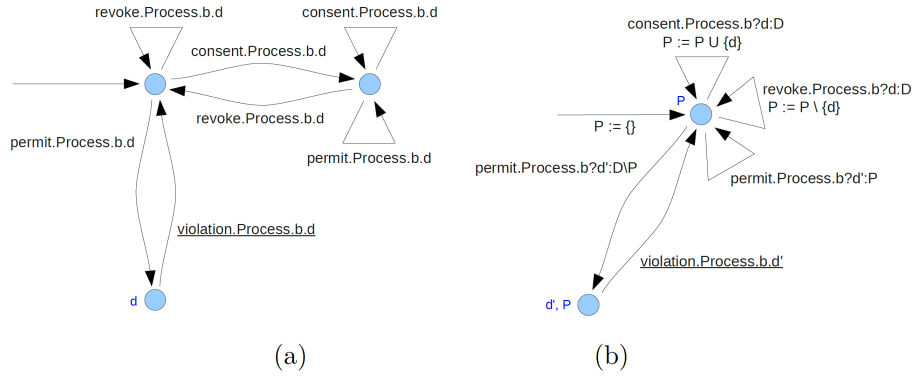 revoke.Process.b.d
consent.Process.b.d
consent.Process.b.d
revoke.Process.b.d
permit.Process.b.d
permit.Process.b.d
violation.Process.b.d
d
(a)
consent.Process.b?d:D
P := P U {d}
P
revoke.Process.b?d:D
P := P \ {d}
P := {}
permit.Process.b?d':D\P
permit.Process.b?d':P
violation.Process.b.d'
d', P
(b)